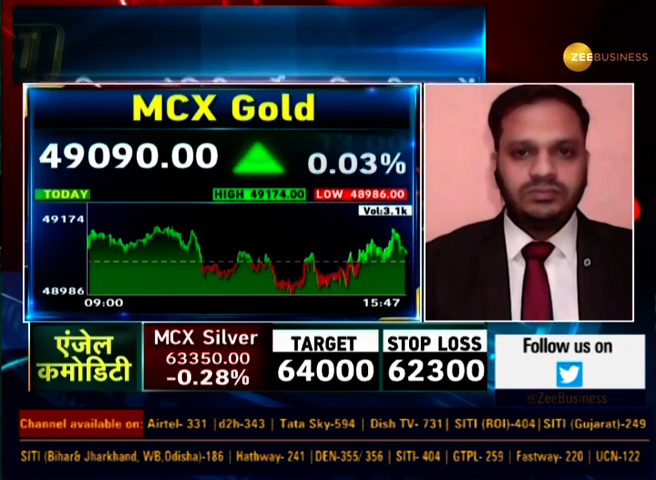 ZEE BUSINESS
MCX Gold
49090.00 0.03%
TODAY HIGH 49174.00 LOW 48986.00
Vol:3.1k
49174
48986
09:00 15:47
एंजेल
कमोडिटी
MCX Silver
63350.00
-0.28%
TARGET
64000
STOP LOSS
62300
Follow us on
@ZeeBusiness
Channel available on: Airtel- 331 | d2h-343 | Tata Sky-594 | Dish TV- 731 | SITI (ROI)-404 | SITI (Gujarat)-249
SITI (Bihar& Jharkhand, WB,Odisha)-186 | Hathway- 241 | DEN-355/ 356 | SITI- 404 | GTPL- 259 | Fastway- 220 | UCN-122